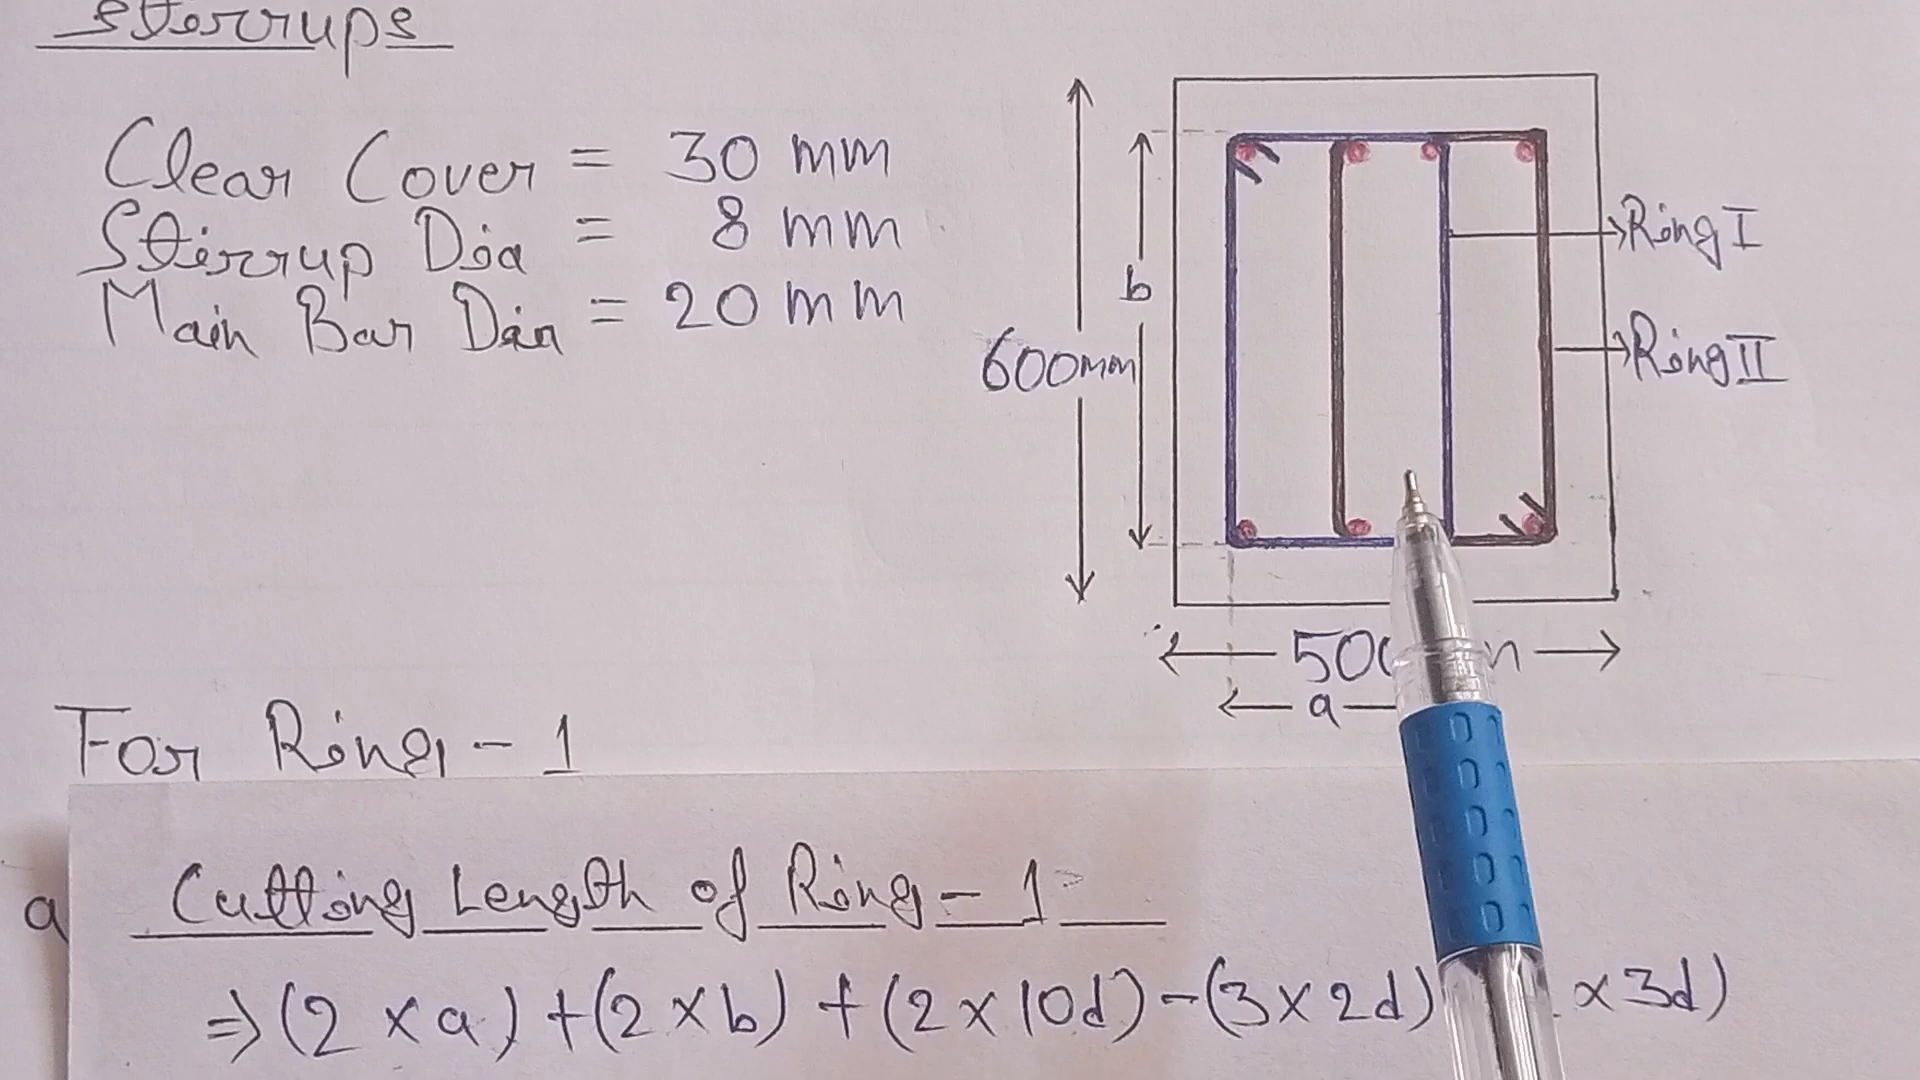 Stirrups
Clear Cover = 30 mm
Stirrup Dia = 8 mm
Main Bar Dia = 20 mm
Ring I
b
600mm
Ring II
a
For Ring - 1
a
Cutting Length of Ring - 1
⇒ (2 × a) + (2 × b) + (2 × 10d) - (3 × 2d) × 3d)